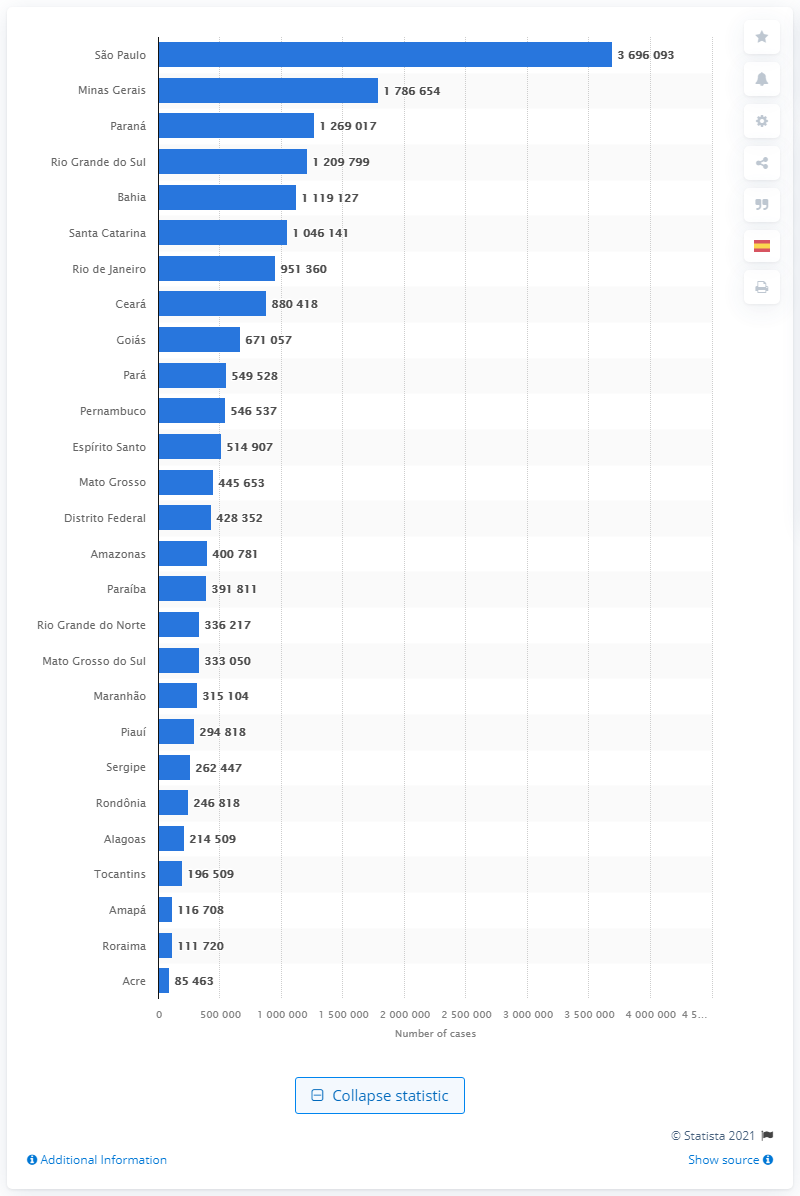 São Paulo 3 696 093
Minas Gerais 1 786 654
Paraná 1 269 017
Rio Grande do Sul 1 209 799
Bahia 1 119 127
Santa Catarina 1 046 141
Rio de Janeiro 951 360
Ceará 880 418
Goiás 671 057
Pará 549 528
Pernambuco 546 537
Espírito Santo 514 907
Mato Grosso 445 653
Distrito Federal 428 352
Amazonas 400 781
Paraíba 391 811
Rio Grande do Norte 336 217
Mato Grosso do Sul 333 050
Maranhão 315 104
Piauí 294 818
Sergipe 262 447
Rondônia 246 818
Alagoas 214 509
Tocantins 196 509
Amapá 116 708
Roraima 111 720
Acre 85 463
0 500 000 1 000 000 1 500 000 2 000 000 2 500 000 3 000 000 3 500 000 4 000 000 4 5...
Number of cases
Collapse statistic
© Statista 2021
Additional Information Show source